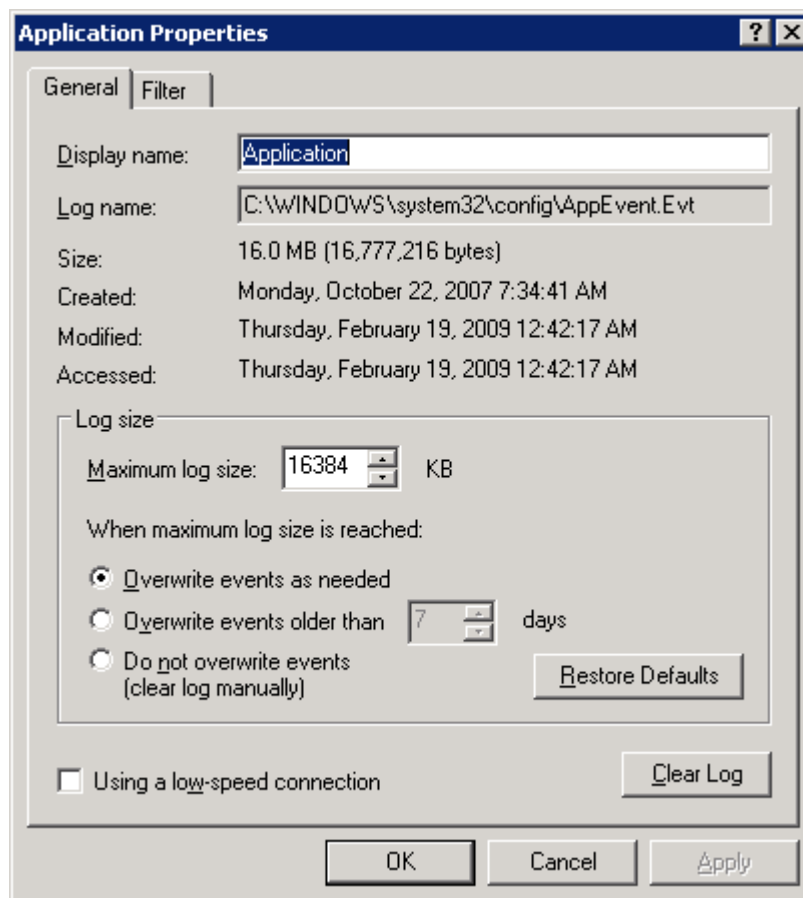 Application Properties
General Filter
Display name: Application
Log name: C:\WINDOWS\system32\config\AppEvent.Evt
Size: 16.0 MB (16,777,216 bytes)
Created: Monday, October 22, 2007 7:34:41 AM
Modified: Thursday, February 19, 2009 12:42:17 AM
Accessed: Thursday, February 19, 2009 12:42:17 AM
Log size
Maximum log size: 16384 KB
When maximum log size is reached:
Overwrite events as needed
Overwrite events older than 7 days
Do not overwrite events
(clear log manually)
Restore Defaults
Using a low-speed connection
Clear Log
OK Cancel Apply